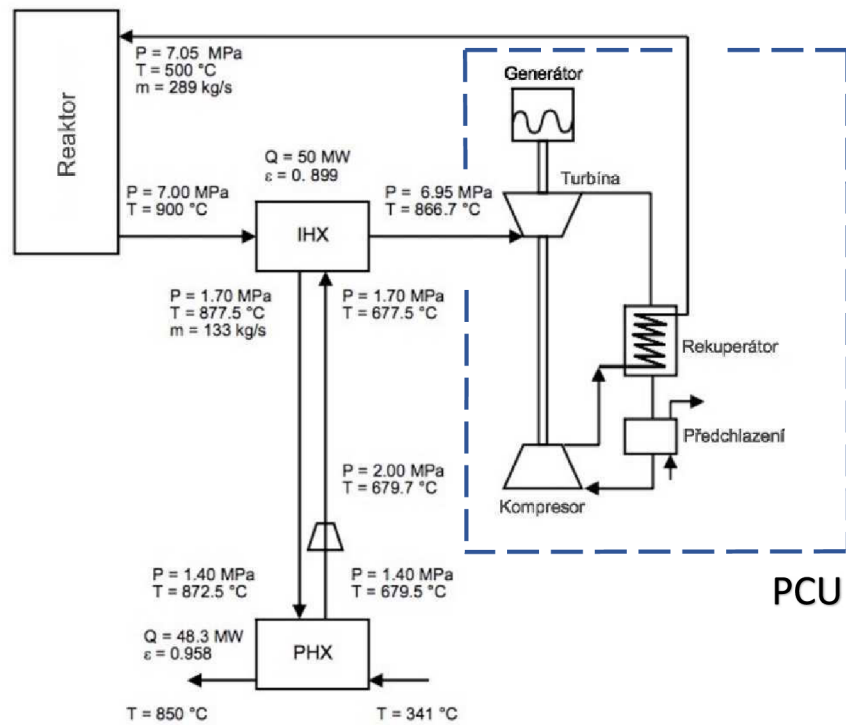 Reaktor
P = 7.05 MPa
T = 500 °C
m = 289 kg/s
Generátor
Q = 50 MW
ε = 0. 899
P = 7.00 MPa
T = 900 °C
P = 6.95 MPa
T = 866.7 °C
Turbína
IHX
P = 1.70 MPa
T = 877.5 °C
m = 133 kg/s
P = 1.70 MPa
T = 677.5 °C
Rekuperátor
Předchlazení
P = 2.00 MPa
T = 679.7 °C
Kompresor
P = 1.40 MPa
T = 872.5 °C
P = 1.40 MPa
T = 679.5 °C
PCU
Q = 48.3 MW
ε = 0.958
PHX
T = 850 °C
T = 341 °C